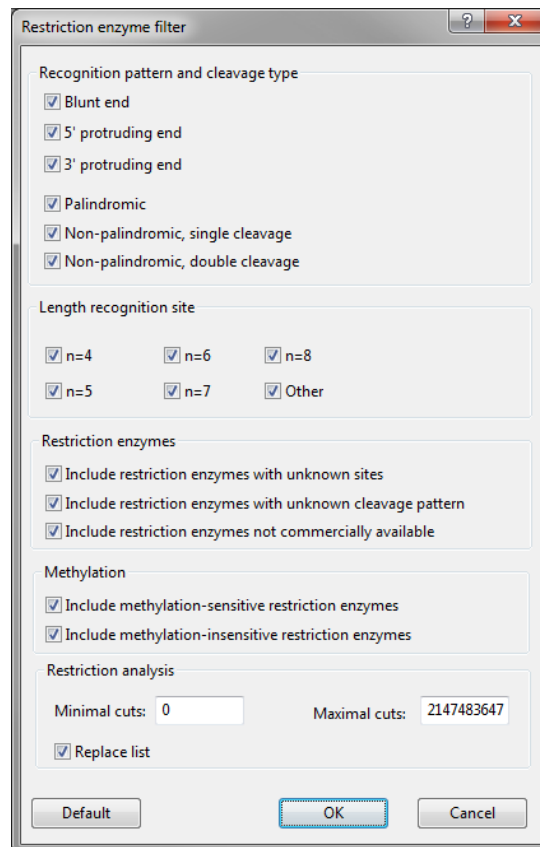 Restriction enzyme filter
Recognition pattern and cleavage type
Blunt end
5' protruding end
3' protruding end
Palindromic
Non-palindromic, single cleavage
Non-palindromic, double cleavage
Length recognition site
n=4 n=6 n=8
n=5 n=7 Other
Restriction enzymes
Include restriction enzymes with unknown sites
Include restriction enzymes with unknown cleavage pattern
Include restriction enzymes not commercially available
Methylation
Include methylation-sensitive restriction enzymes
Include methylation-insensitive restriction enzymes
Restriction analysis
Minimal cuts: 0 Maximal cuts: 2147483647
Replace list
Default OK Cancel